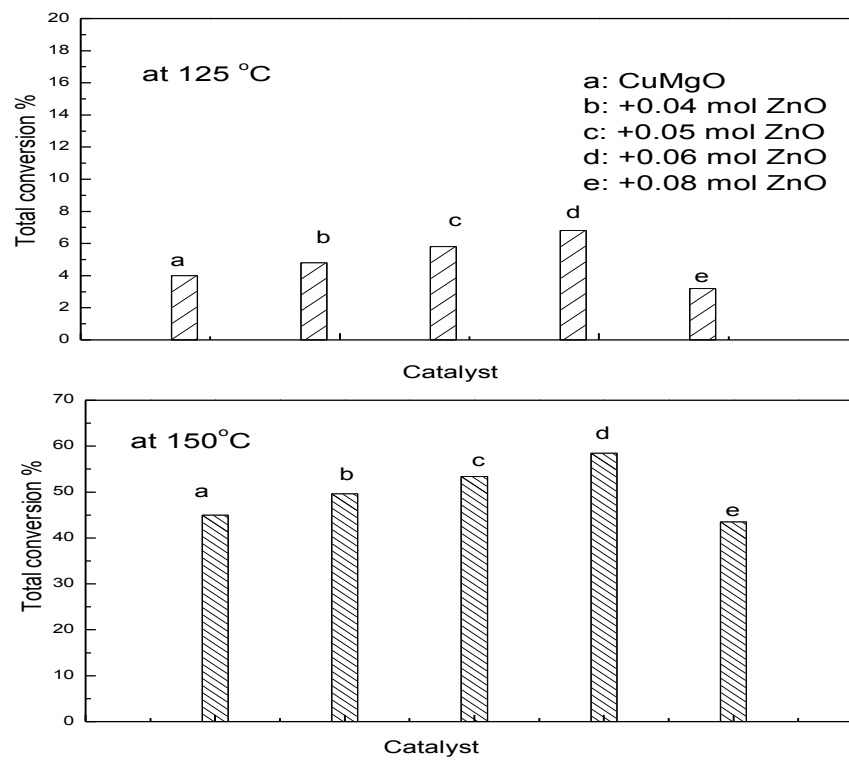 20
18
16
14
12
10
8
6
4
2
0
Total conversion %
at 125 °C
a: CuMgO
b: +0.04 mol ZnO
c: +0.05 mol ZnO
d: +0.06 mol ZnO
e: +0.08 mol ZnO
a
b
c
d
e
Catalyst
70
60
50
40
30
20
10
0
Total conversion %
at 150°C
a
b
c
d
e
Catalyst